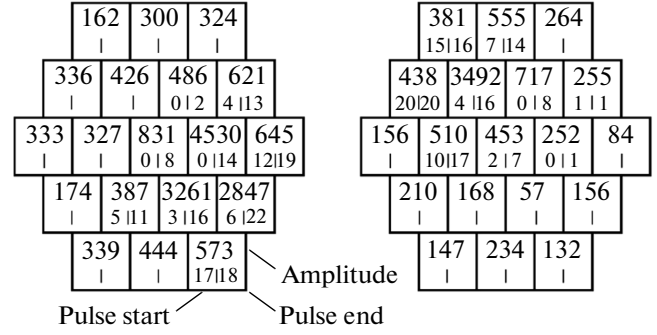 162 300 324 381 555 264
| | | 15|16 7|14 |
336 426 486 621 438 3492 717 255
| | 0|2 4|13 20|20 4|16 0|8 1|1
333 327 831 4530 645 156 510 453 252 84
| | 0|8 0|14 12|19 | 10|17 2|7 0|1 |
174 387 3261 2847 210 168 57 156
| 5|11 3|16 6|22 | | | |
339 444 573 147 234 132
| | 17|18 | | |
Amplitude
Pulse start Pulse end